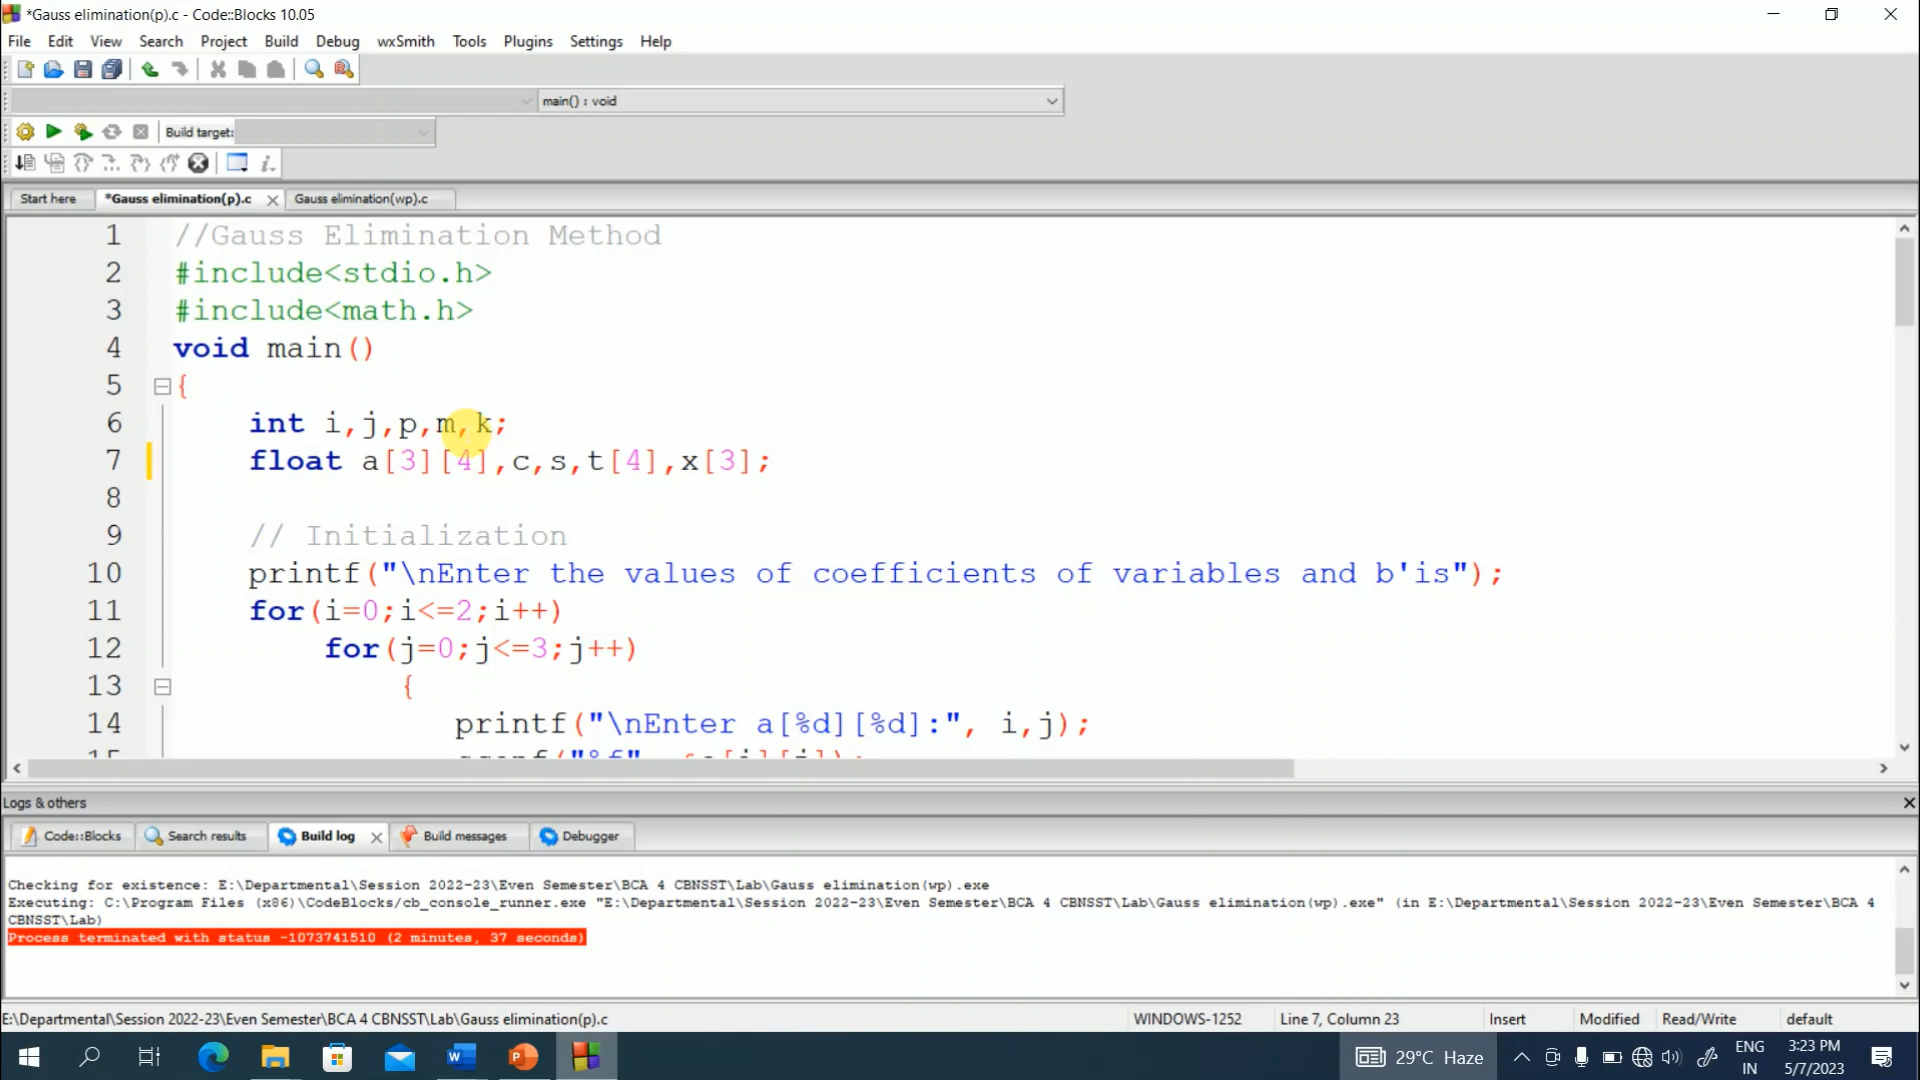 *Gauss elimination(p).c - Code::Blocks 10.05
File Edit View Search Project Build Debug wxSmith Tools Plugins Settings Help
main() : void
Build target:
Start here *Gauss elimination(p).c Gauss elimination(wp).c
1 //Gauss Elimination Method
2 #include<stdio.h>
3 #include<math.h>
4 void main()
5 {
6 int i,j,p,m,k;
7 float a[3][4],c,s,t[4],x[3];
8
9 // Initialization
10 printf("\nEnter the values of coefficients of variables and b'is");
11 for(i=0;i<=2;i++)
12 for(j=0;j<=3;j++)
13 {
14 printf("\nEnter a[%d][%d]:", i,j);
Logs & others
Code::Blocks Search results Build log Build messages Debugger
Checking for existence: E:\Departmental\Session 2022-23\Even Semester\BCA 4 CBNSST\Lab\Gauss elimination(wp).exe
Executing: C:\Program Files (x86)\CodeBlocks/cb_console_runner.exe "E:\Departmental\Session 2022-23\Even Semester\BCA 4 CBNSST\Lab\Gauss elimination(wp).exe" (in E:\Departmental\Session 2022-23\Even Semester\BCA 4
CBNSST\Lab)
Process terminated with status -1073741510 (2 minutes, 37 seconds)
E:\Departmental\Session 2022-23\Even Semester\BCA 4 CBNSST\Lab\Gauss elimination(p).c WINDOWS-1252 Line 7, Column 23 Insert Modified Read/Write default
29°C Haze ENG IN 3:23 PM 5/7/2023